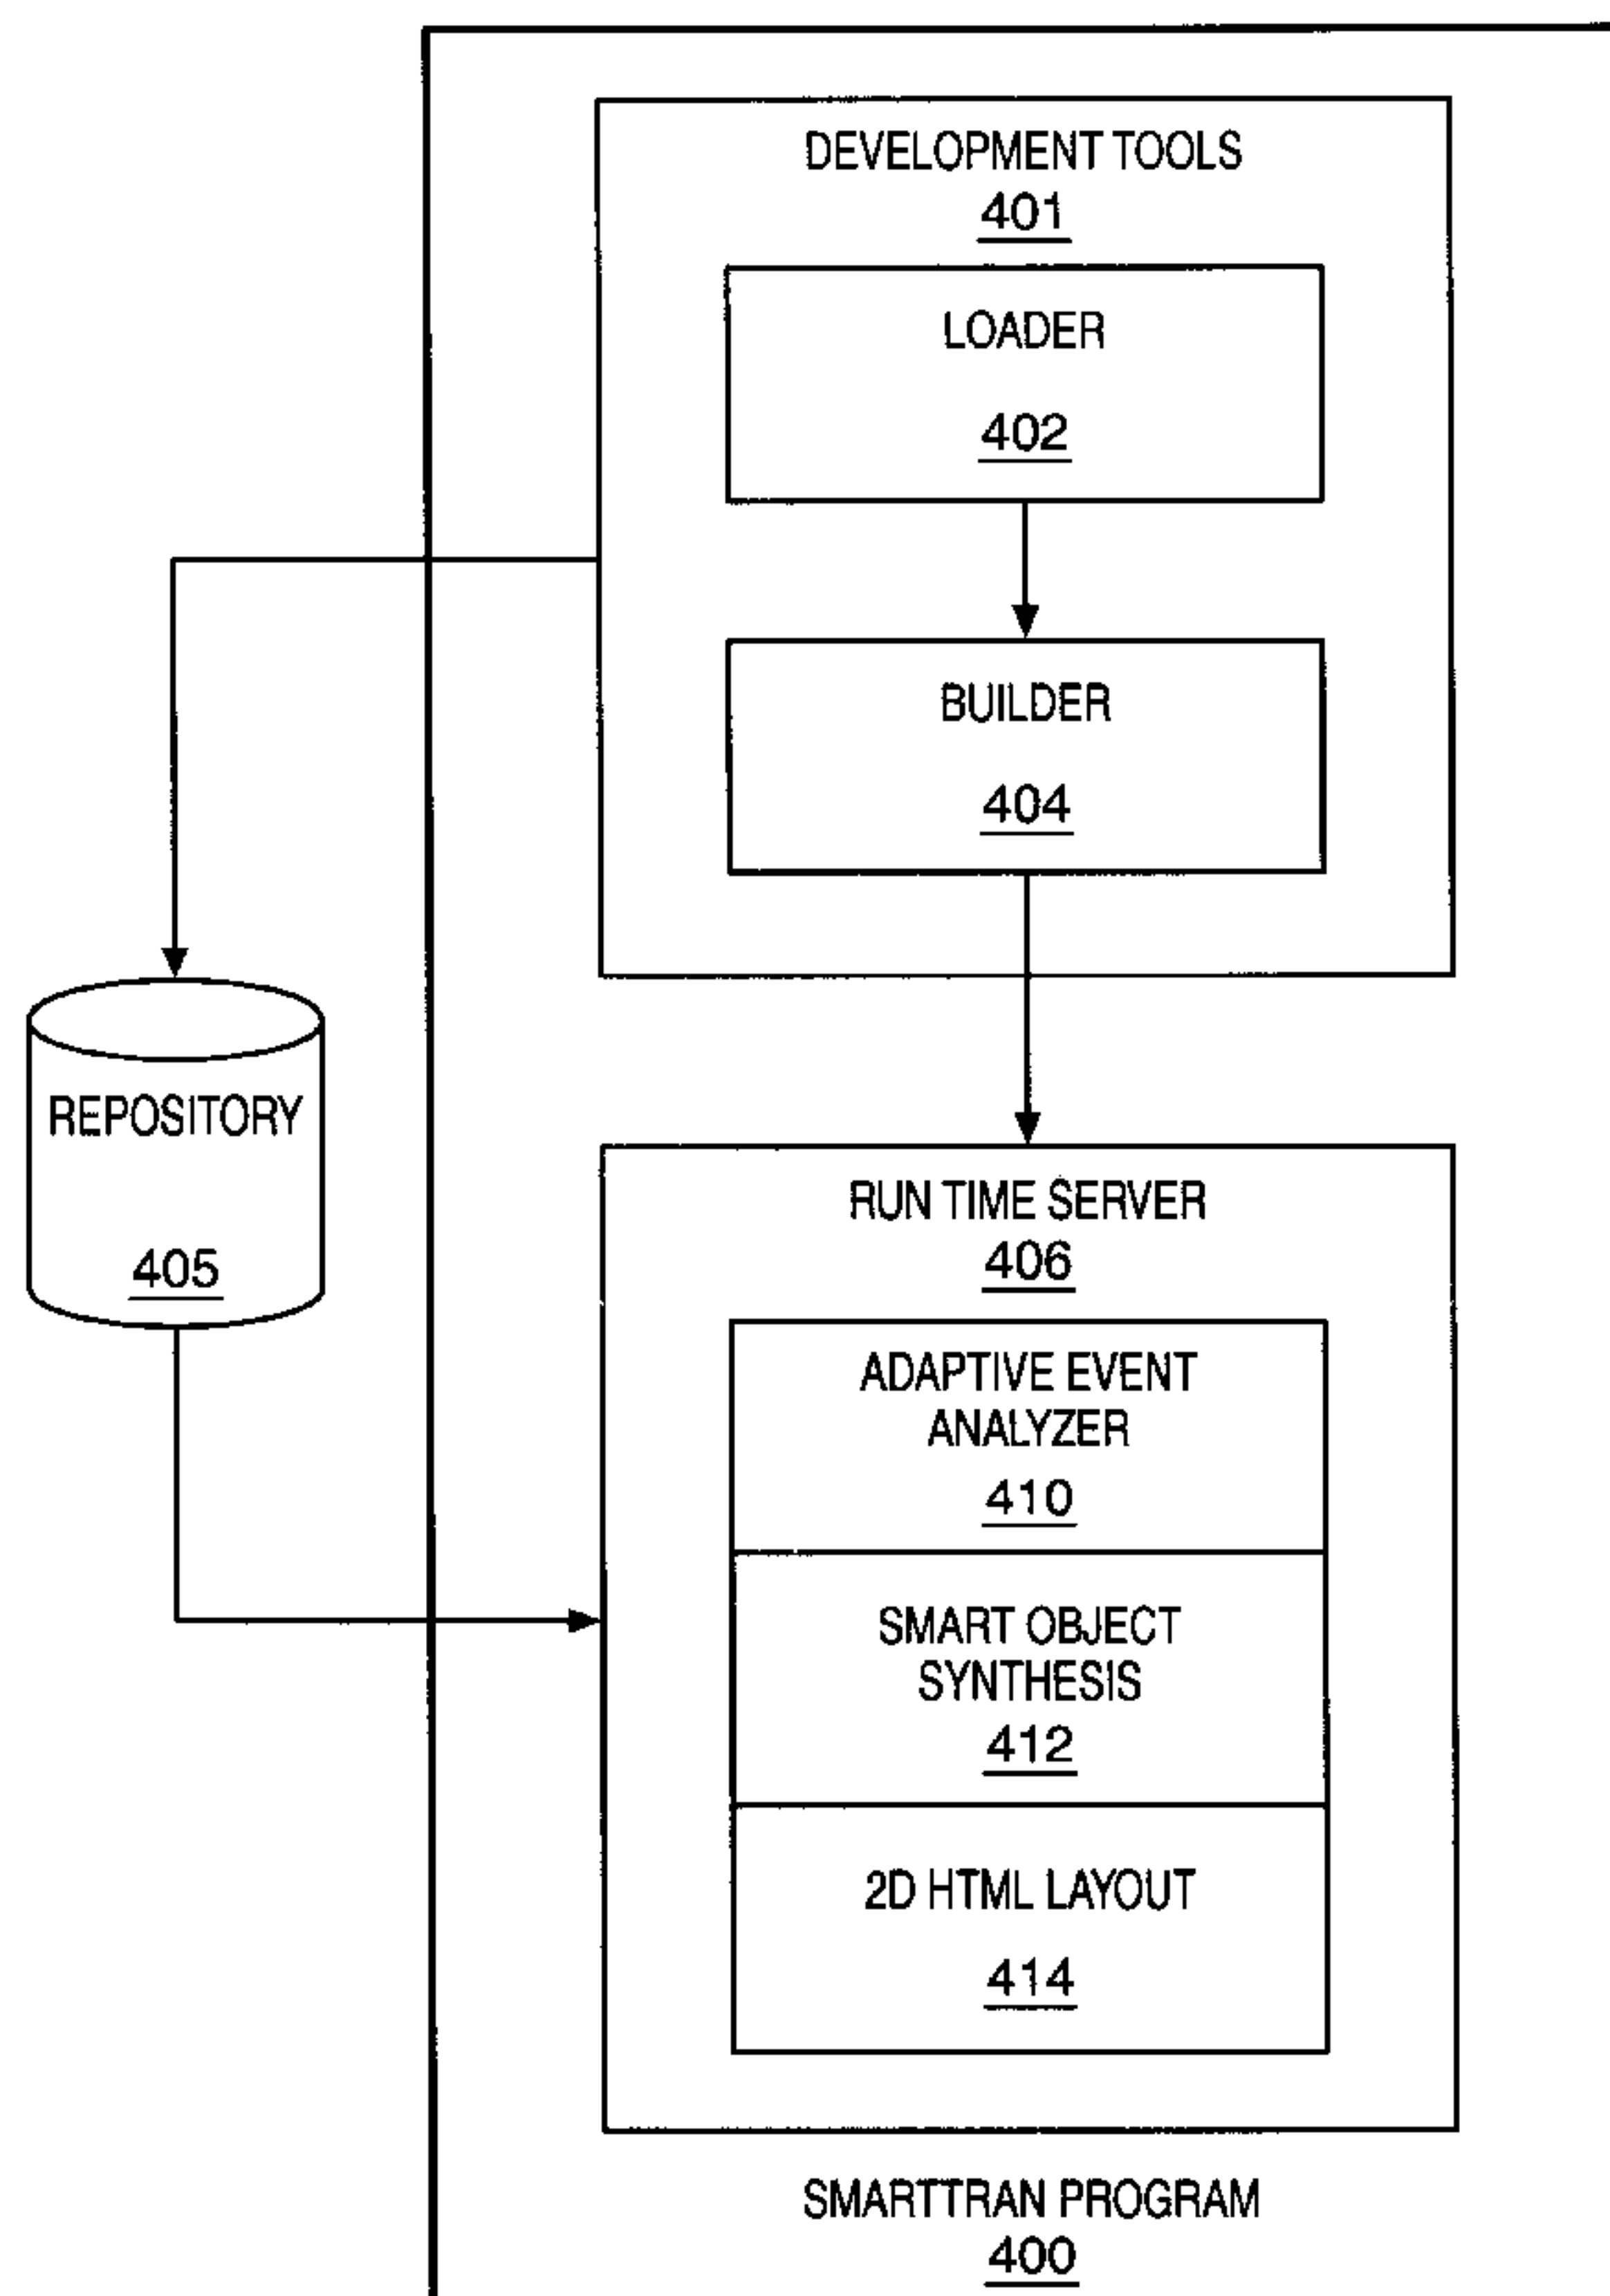 DEVELOPMENT TOOLS
401
LOADER
402
BUILDER
404
REPOSITORY
405
RUN TIME SERVER
406
ADAPTIVE EVENT
ANALYZER
410
SMART OBJECT
SYNTHESIS
412
2D HTML LAYOUT
414
SMARTTRAN PROGRAM
400